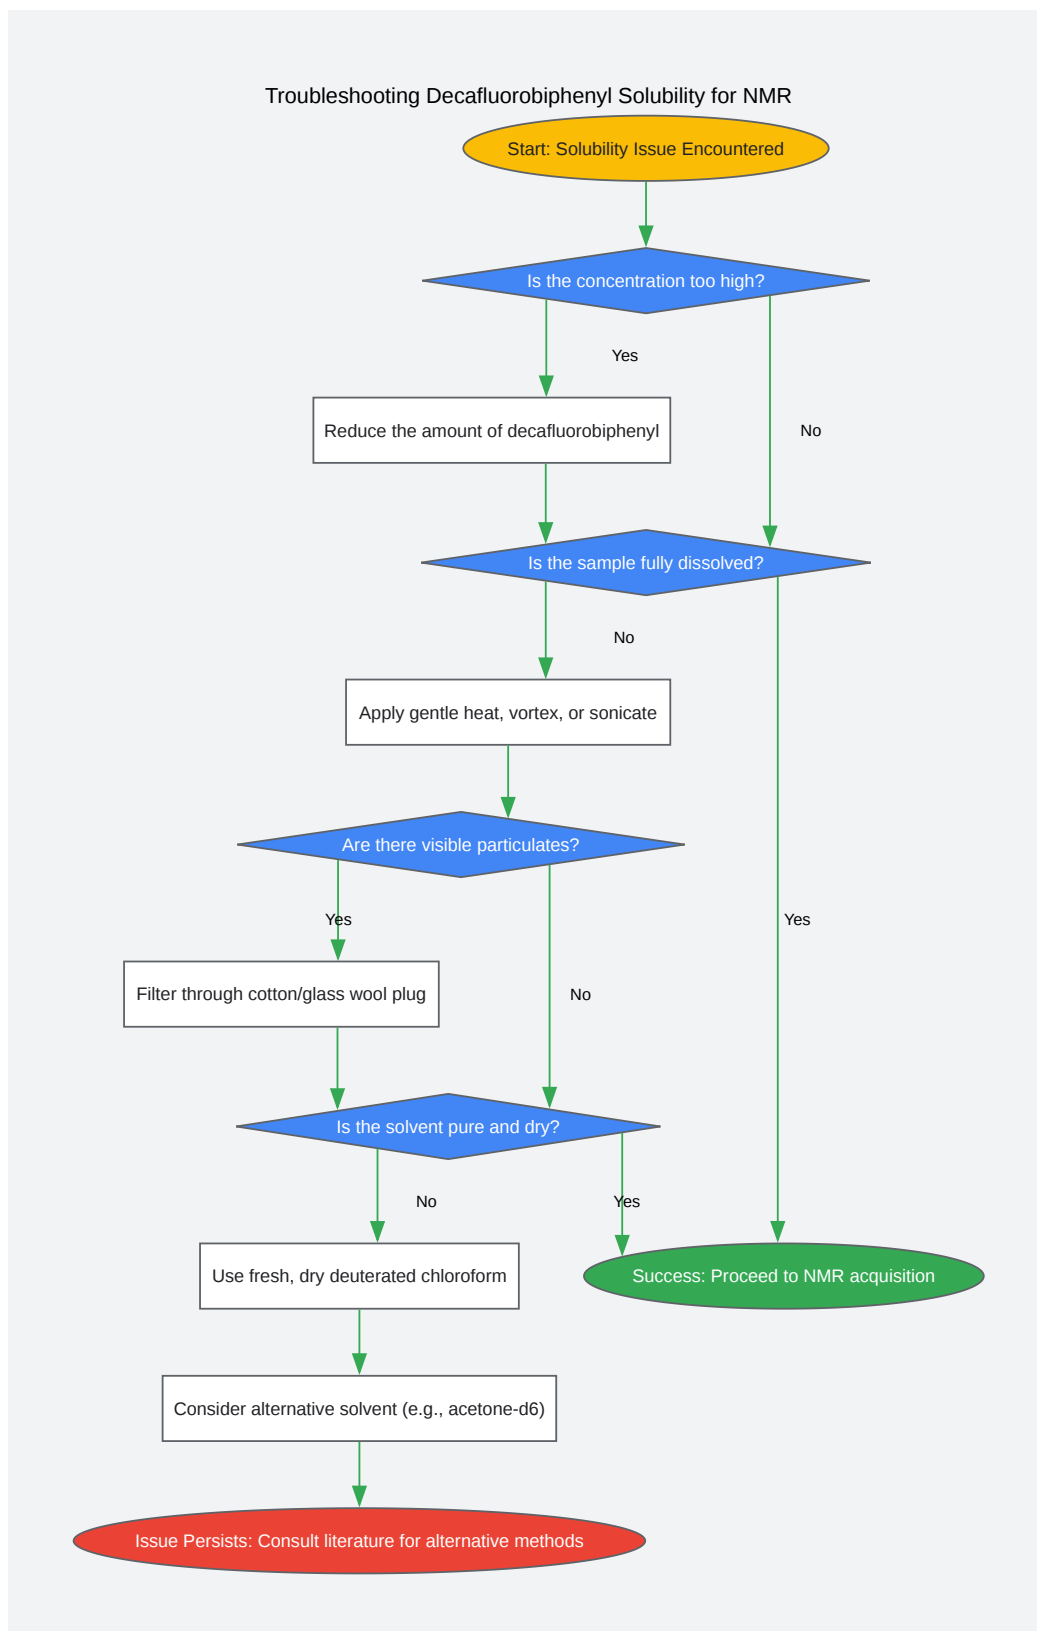 Troubleshooting Decafluorobiphenyl Solubility for NMR
Start: Solubility Issue Encountered
Is the concentration too high?
Yes
Reduce the amount of decafluorobiphenyl
No
Is the sample fully dissolved?
No
Apply gentle heat, vortex, or sonicate
Are there visible particulates?
Yes
Yes
Filter through cotton/glass wool plug
No
Is the solvent pure and dry?
No
Yes
Use fresh, dry deuterated chloroform
Success: Proceed to NMR acquisition
Consider alternative solvent (e.g., acetone-d6)
Issue Persists: Consult literature for alternative methods